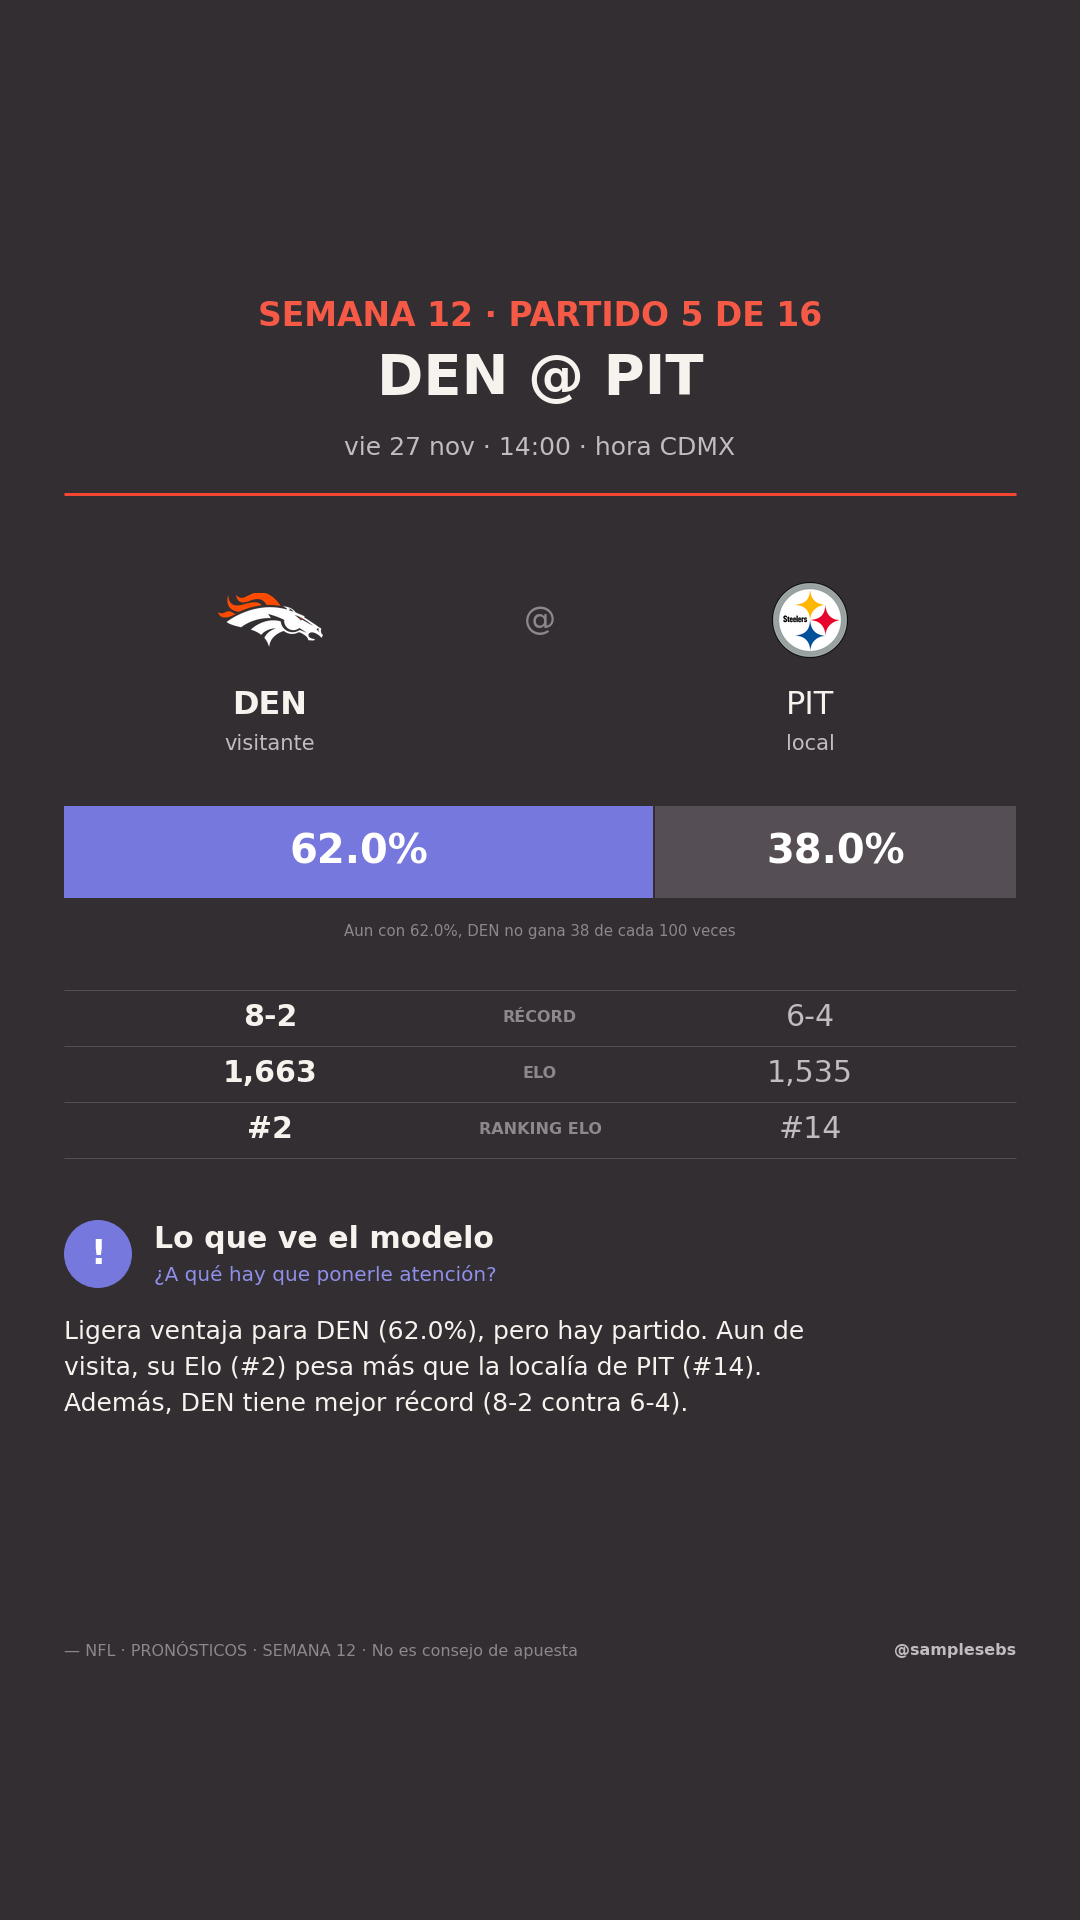 SEMANA 12 · PARTIDO 5 DE 16
DEN @ PIT
vie 27 nov · 14:00 · hora CDMX
@
Steelers
DEN
PIT
visitante
local
62.0%
38.0%
Aun con 62.0%, DEN no gana 38 de cada 100 veces
8-2 RÉCORD 6-4
1,663 ELO 1,535
#2 RANKING ELO #14
!
Lo que ve el modelo
¿A qué hay que ponerle atención?
Ligera ventaja para DEN (62.0%), pero hay partido. Aun de
visita, su Elo (#2) pesa más que la localía de PIT (#14).
Además, DEN tiene mejor récord (8-2 contra 6-4).
— NFL · PRONÓSTICOS · SEMANA 12 · No es consejo de apuesta
@samplesebs